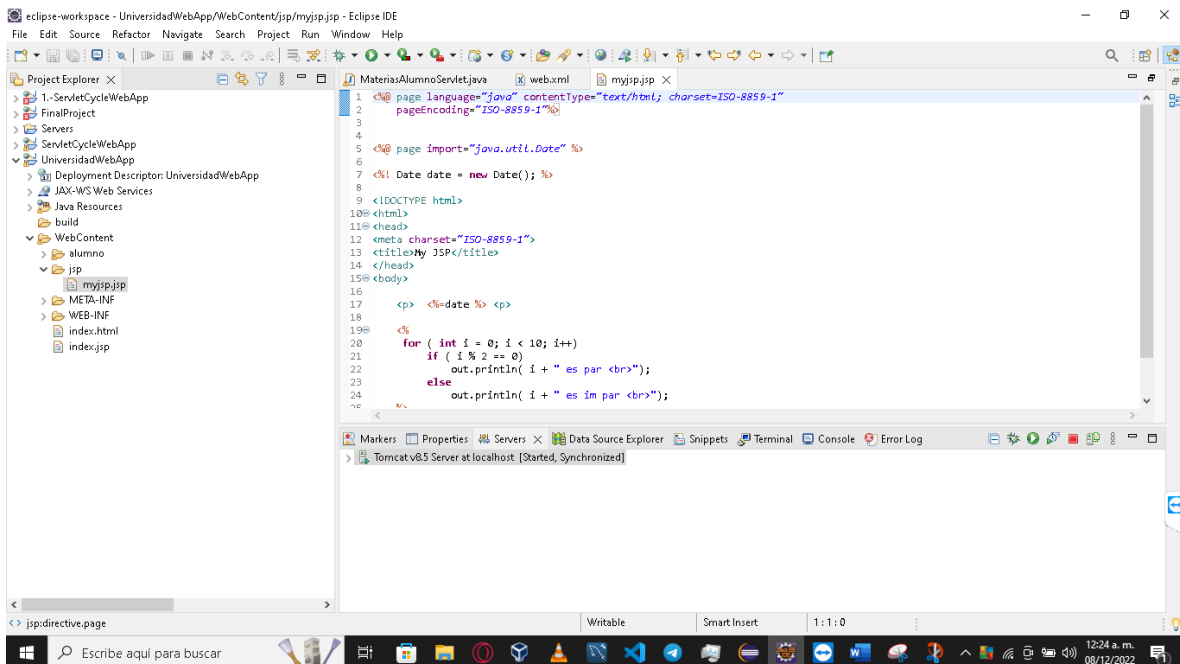 eclipse-workspace - UniversidadWebApp/WebContent/jsp/myjsp.jsp - Eclipse IDE
File Edit Source Refactor Navigate Search Project Run Window Help
Project Explorer
MateriasAlumnoServlet.java web.xml myjsp.jsp
1.-ServletCycleWebApp
FinalProject
Servers
ServletCycleWebApp
UniversidadWebApp
Deployment Descriptor: UniversidadWebApp
JAX-WS Web Services
Java Resources
build
WebContent
alumno
jsp
myjsp.jsp
META-INF
WEB-INF
index.html
index.jsp
1 <%@ page language="java" contentType="text/html; charset=ISO-8859-1"
2 pageEncoding="ISO-8859-1"%>
3
4
5 <%@ page import="java.util.Date" %>
6
7 <%! Date date = new Date(); %>
8
9 <!DOCTYPE html>
10 <html>
11 <head>
12 <meta charset="ISO-8859-1">
13 <title>My JSP</title>
14 </head>
15 <body>
16
17 <p> <%=date %> <p>
18
19 <%
20 for ( int i = 0; i < 10; i++)
21 if ( i % 2 == 0)
22 out.println( i + " es par <br>");
23 else
24 out.println( i + " es im par <br>");
25 %>
Markers Properties Servers Data Source Explorer Snippets Terminal Console Error Log
Tomcat v8.5 Server at localhost [Started, Synchronized]
jsp:directive.page Writable Smart Insert 1:1:0
Escribe aquí para buscar
12:24 a. m.
08/12/2022